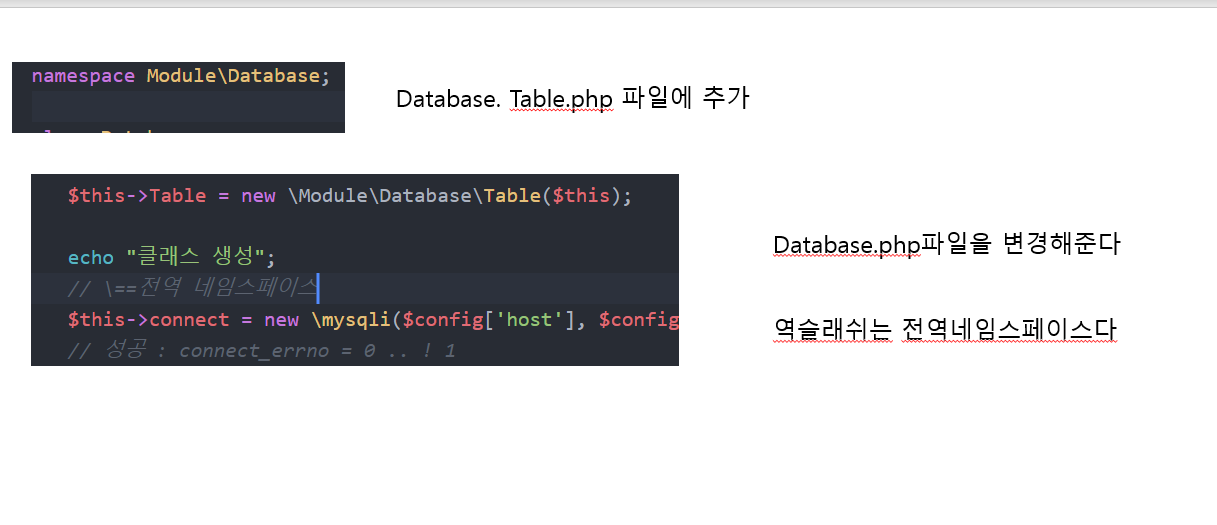 namespace Module\Database;
Database. Table.php 파일에 추가
$this->Table = new \Module\Database\Table($this);
echo "클래스 생성";
// \==전역 네임스페이스
$this->connect = new \mysqli($config['host'], $config
// 성공 : connect_errno = 0 .. ! 1
Database.php파일을 변경해준다
역슬래쉬는 전역네임스페이스다